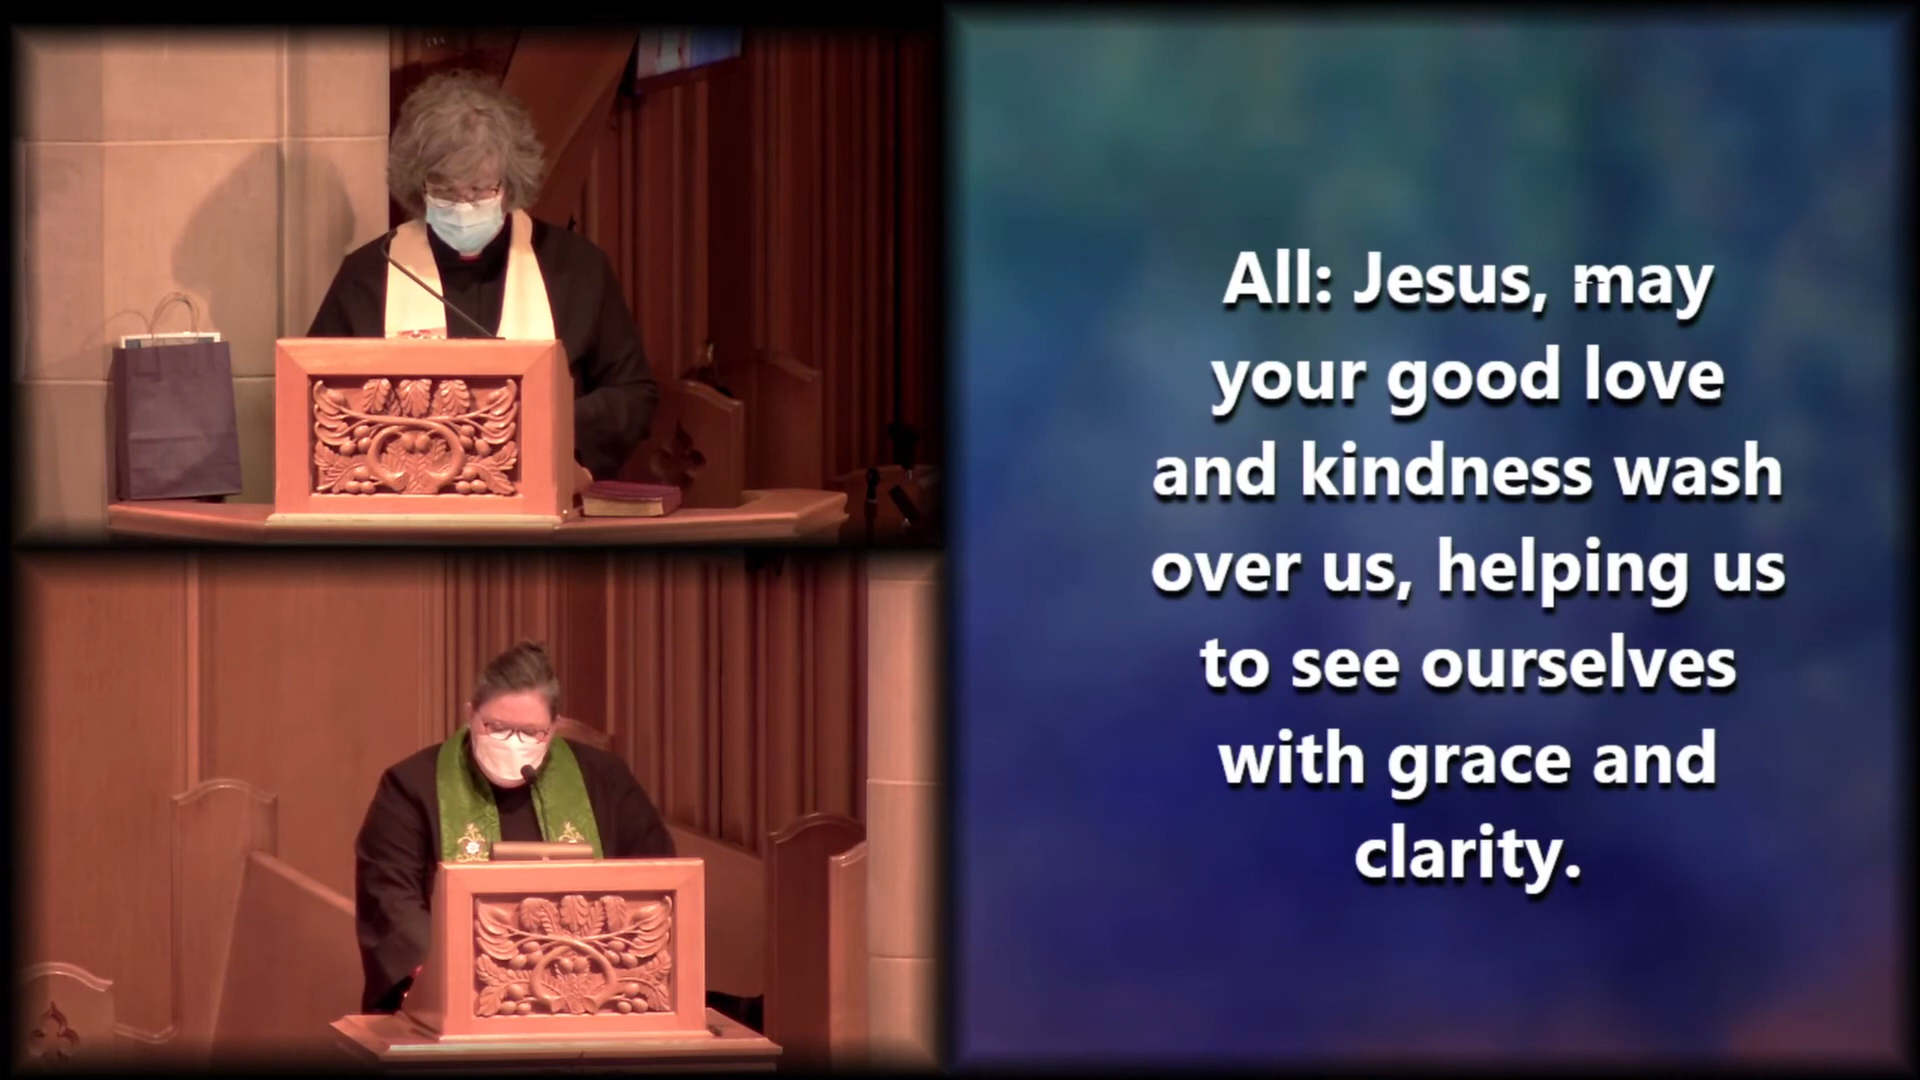 All: Jesus, may
your good love
and kindness wash
over us, helping us
to see ourselves
with grace and
clarity.